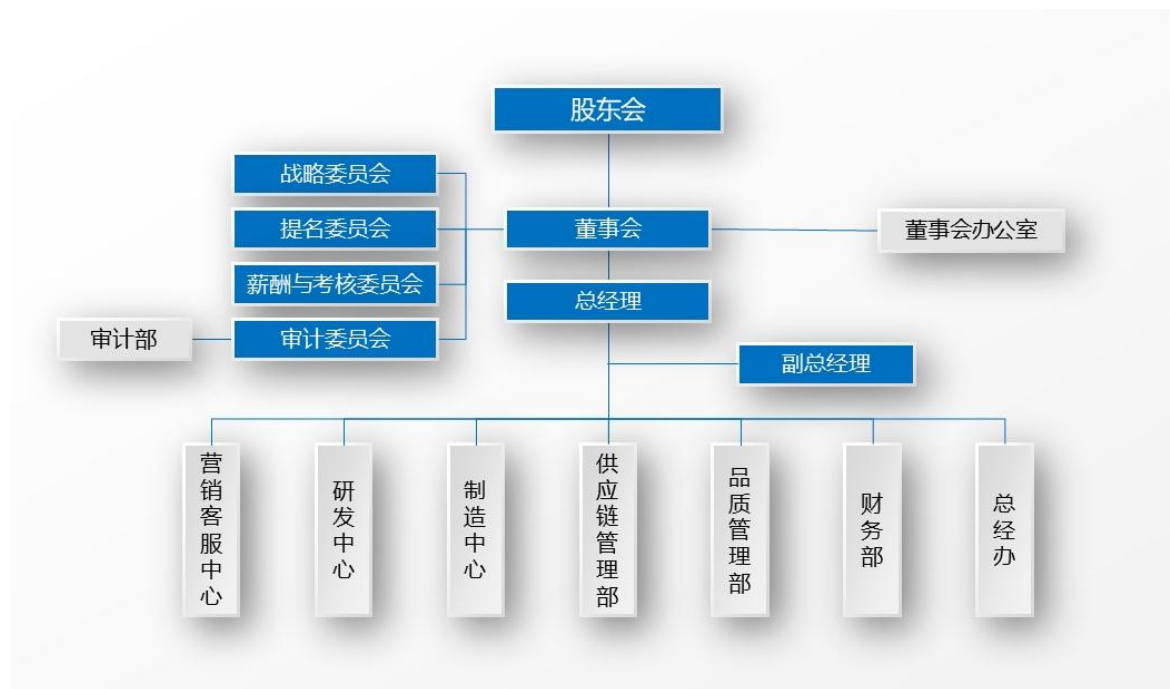 股东会
战略委员会
提名委员会
董事会
董事会办公室
薪酬与考核委员会
总经理
审计部
审计委员会
副总经理
营销客服中心
研发中心
制造中心
供应链管理部
品质管理部
财务部
总经办